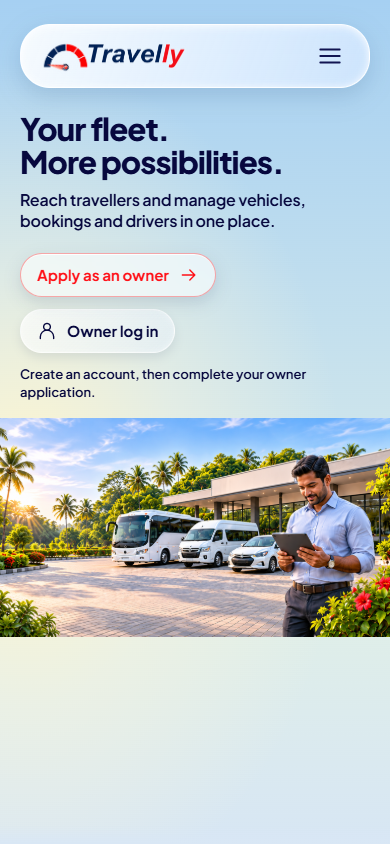 Travelly
Your fleet.
More possibilities.
Reach travellers and manage vehicles,
bookings and drivers in one place.
Apply as an owner
Owner log in
Create an account, then complete your owner
application.